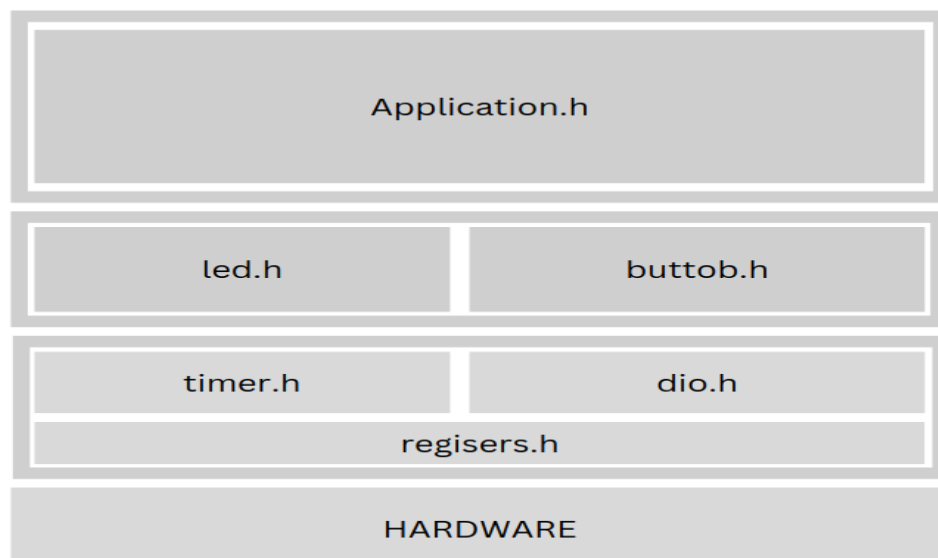 Application.h
led.h
buttob.h
timer.h
dio.h
regisers.h
HARDWARE